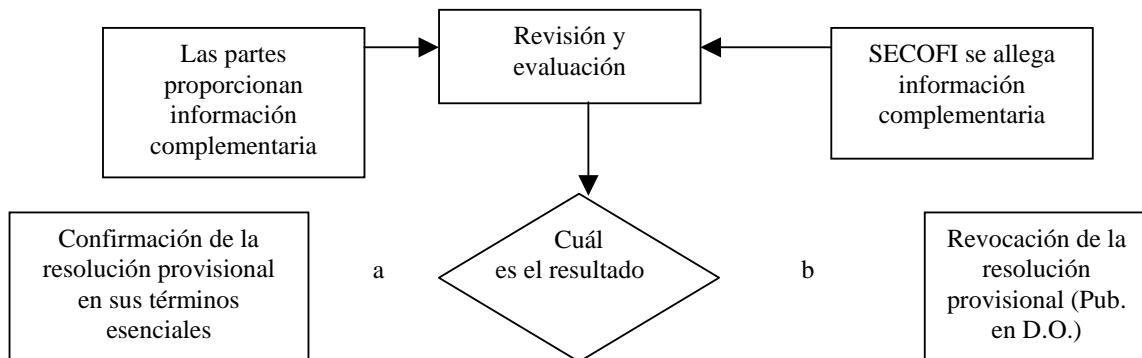 Las partes
proporcionan
información
complementaria
Revisión y
evaluación
SECOFI se allega
información
complementaria
Confirmación de la
resolución provisional
en sus términos
esenciales
a
Cuál
es el resultado
b
Revocación de la
resolución
provisional (Pub.
en D.O.)